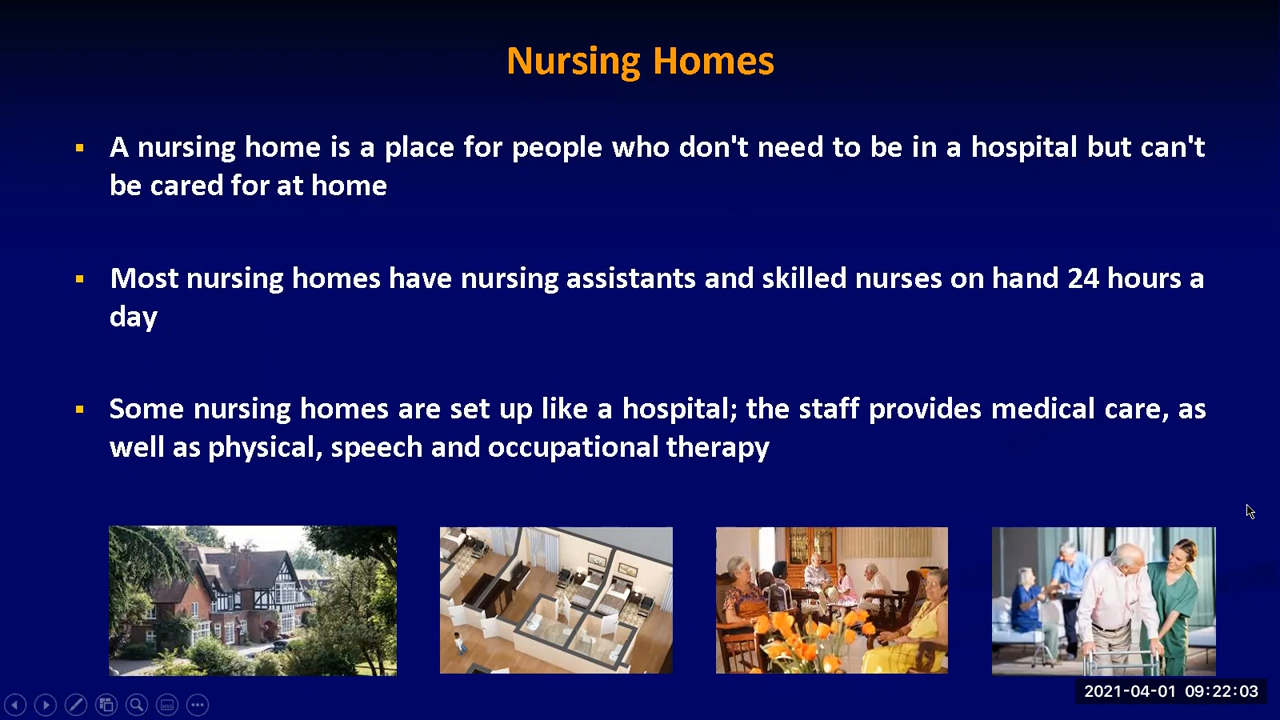 Nursing Homes
A nursing home is a place for people who don't need to be in a hospital but can't
be cared for at home
Most nursing homes have nursing assistants and skilled nurses on hand 24 hours a
day
Some nursing homes are set up like a hospital; the staff provides medical care, as
well as physical, speech and occupational therapy
2021-04-01 09:22:03